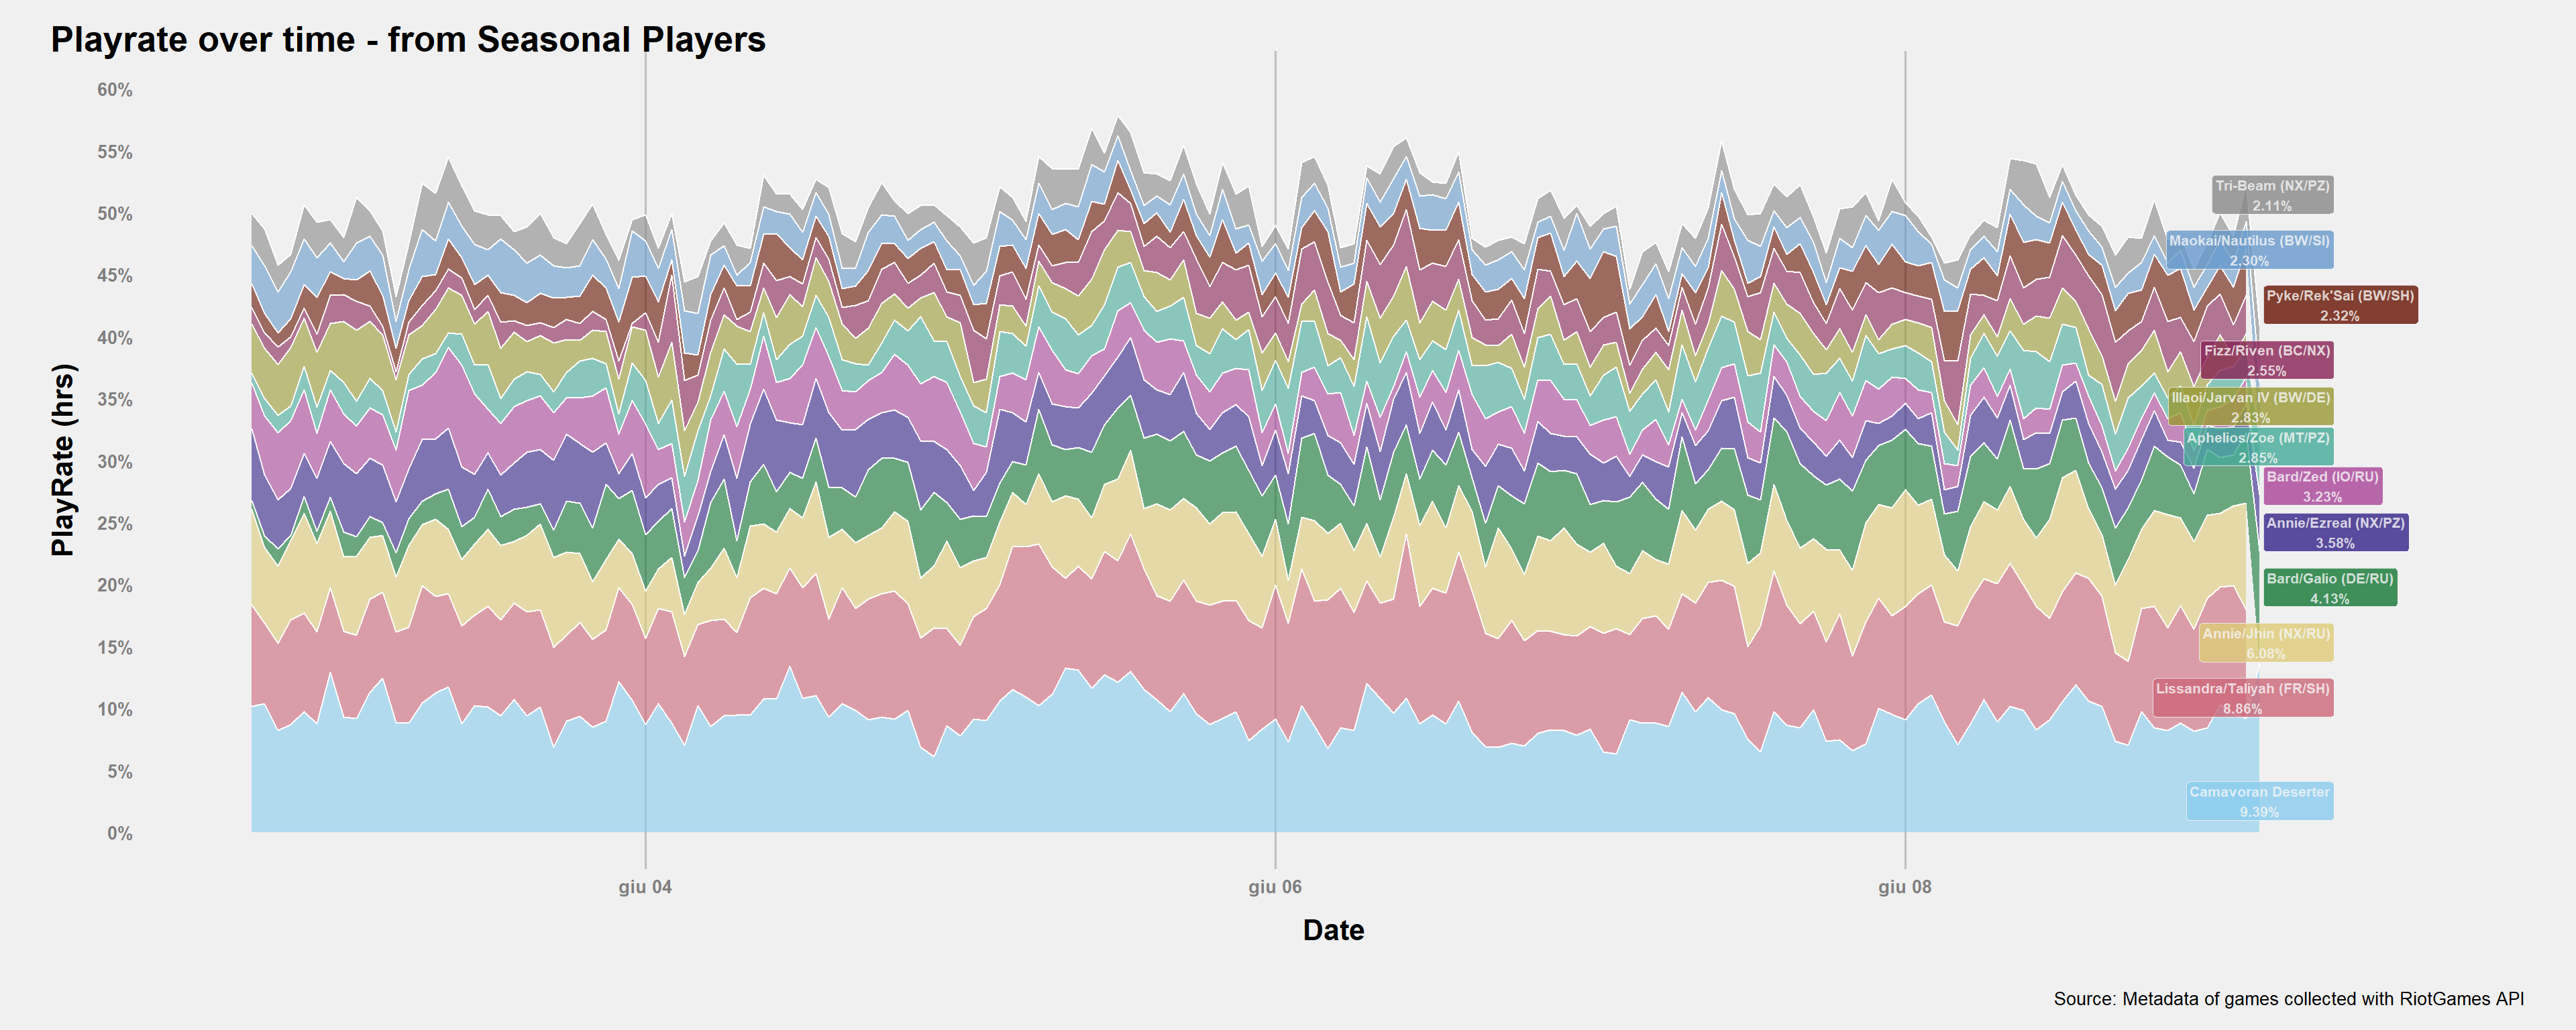 Playrate over time - from Seasonal Players
PlayRate (hrs)
60%
55%
50%
45%
40%
35%
30%
25%
20%
15%
10%
5%
0%
Tri-Beam (NX/PZ)
2.11%
Maokai/Nautilus (BW/SI)
2.30%
Pyke/Rek'Sai (BW/SH)
2.32%
Fizz/Riven (BC/NX)
2.55%
Illaoi/Jarvan IV (BW/DE)
2.83%
Aphelios/Zoe (MT/PZ)
2.85%
Bard/Zed (IO/RU)
3.23%
Annie/Ezreal (NX/PZ)
3.58%
Bard/Galio (DE/RU)
4.13%
Annie/Jhin (NX/RU)
6.08%
Lissandra/Taliyah (FR/SH)
8.86%
Camavoran Deserter
9.39%
giu 04
giu 06
giu 08
Date
Source: Metadata of games collected with RiotGames API